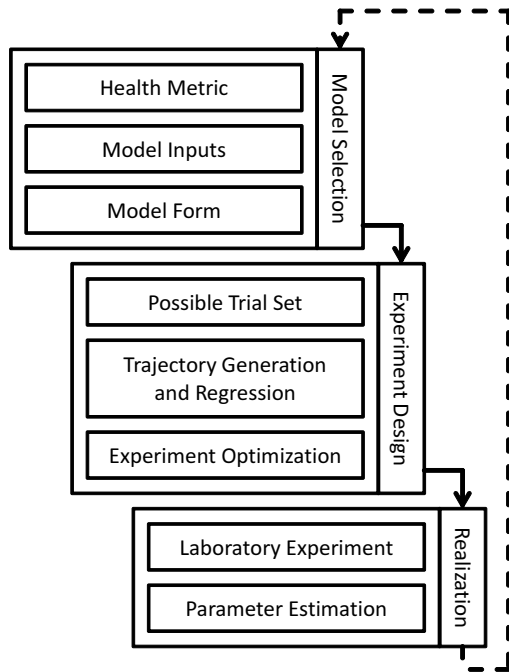 Health Metric
Model Inputs
Model Form
Model Selection
Possible Trial Set
Trajectory Generation
and Regression
Experiment Optimization
Experiment Design
Laboratory Experiment
Parameter Estimation
Realization